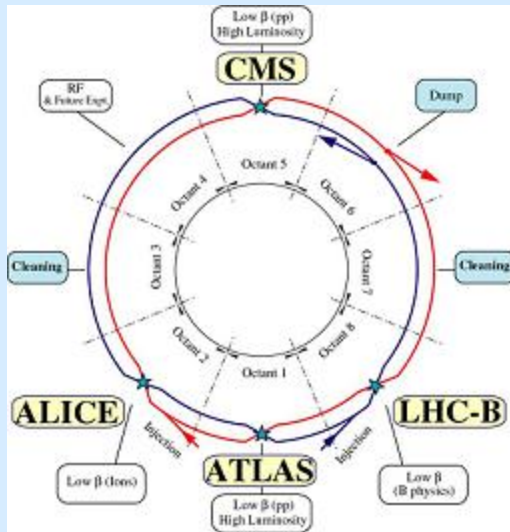 Low β (pp)
High Luminosity
CMS
RF
& Future Expt.
Dump
Octant 5
Octant 4
Octant 6
Octant 3
Octant 7
Cleaning
Cleaning
Octant 2
Octant 8
Octant 1
ALICE
LHC-B
Injection
Injection
ATLAS
Low β (Ions)
Low β
(B physics)
Low β (pp)
High Luminosity